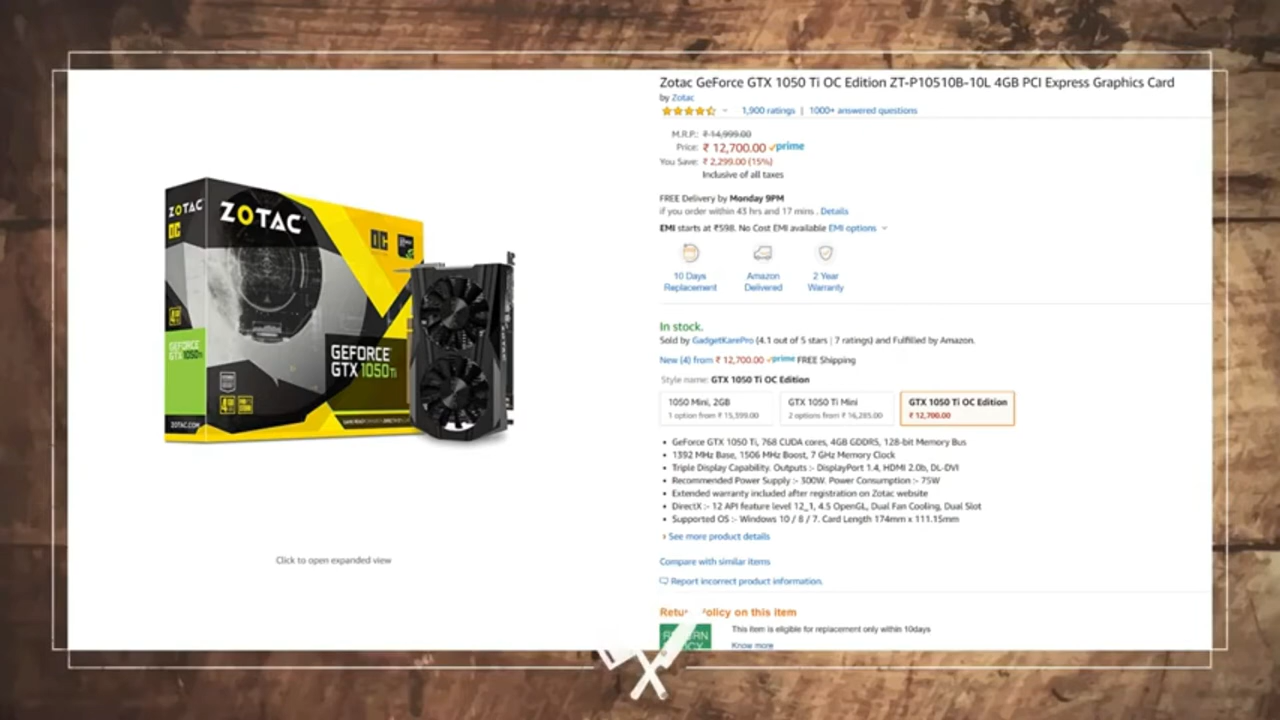 Zotac GeForce GTX 1050 Ti OC Edition ZT-P10510B-10L 4GB PCI Express Graphics Card
by Zotac
1,900 ratings | 1000+ answered questions
M.R.P.: ₹ 14,999.00
Price: ₹ 12,700.00 prime
You Save: ₹ 2,299.00 (15%)
Inclusive of all taxes
FREE Delivery by Monday 9PM
if you order within 43 hrs and 17 mins . Details
EMI starts at ₹598. No Cost EMI available EMI options
10 Days Replacement
Amazon Delivered
2 Year Warranty
In stock.
Sold by GadgetKarePro (4.1 out of 5 stars | 7 ratings) and Fulfilled by Amazon.
New (4) from ₹ 12,700.00 prime FREE Shipping
Style name: GTX 1050 Ti OC Edition
1050 Mini, 2GB
1 option from ₹ 15,399.00
GTX 1050 Ti Mini
2 options from ₹ 16,285.00
GTX 1050 Ti OC Edition
₹ 12,700.00
• GeForce GTX 1050 Ti, 768 CUDA cores, 4GB GDDR5, 128-bit Memory Bus
• 1392 MHz Base, 1506 MHz Boost, 7 GHz Memory Clock
• Triple Display Capability. Outputs :- DisplayPort 1.4, HDMI 2.0b, DL-DVI
• Recommended Power Supply :- 300W. Power Consumption :- 75W
• Extended warranty included after registration on Zotac website
• DirectX :- 12 API feature level 12_1, 4.5 OpenGL, Dual Fan Cooling, Dual Slot
• Supported OS :- Windows 10 / 8 / 7. Card Length 174mm x 111.15mm
› See more product details
Compare with similar items
Report incorrect product information.
policy on this item
This item is eligible for replacement only within 10days
Know more
ZOTAC
OC
4GB
GEFORCE
GTX 1050 Ti
ZOTAC.COM
ZOTAC
OC
GEFORCE
GTX 1050 Ti
Click to open expanded view